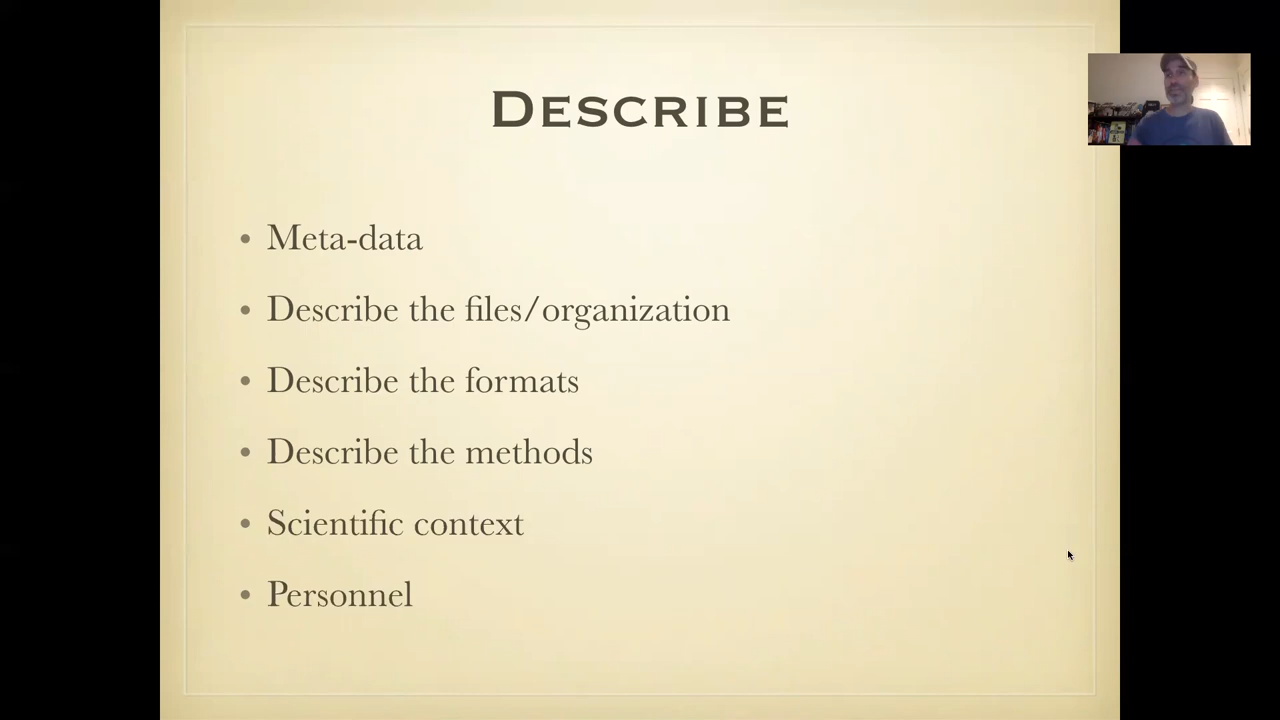 Describe
• Meta-data
• Describe the files/organization
• Describe the formats
• Describe the methods
• Scientific context
• Personnel